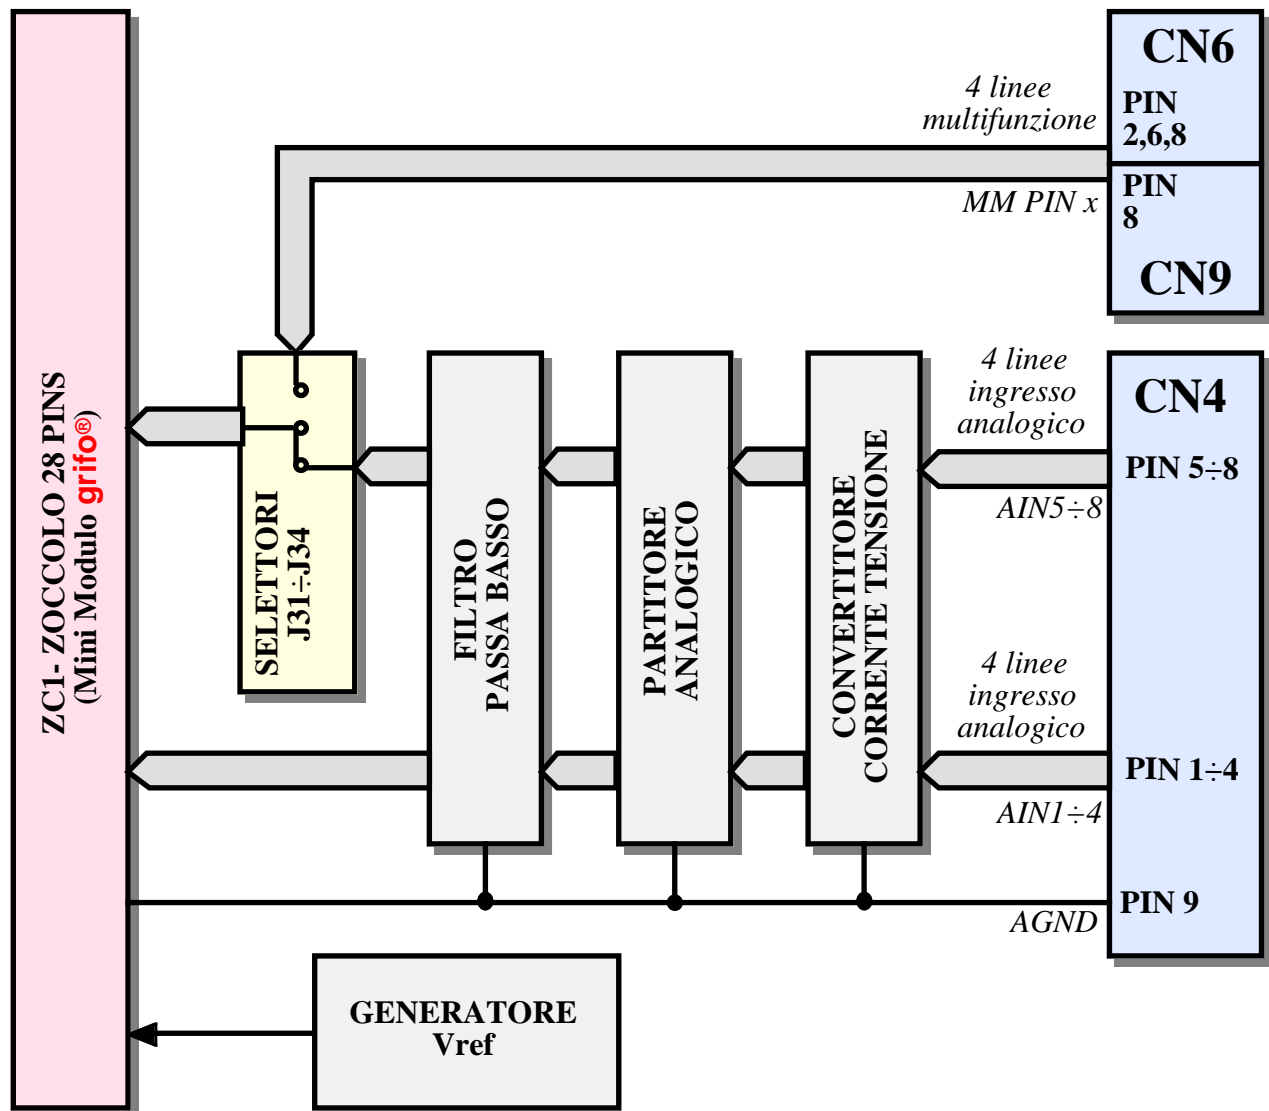 CN6
4 linee
multifunzione
PIN
2,6,8
MM PIN x
PIN
8
CN9
ZC1- ZOCCOLO 28 PINS
(Mini Modulo grifo®)
SELETTORI
J31÷J34
FILTRO
PASSA BASSO
PARTITORE
ANALOGICO
CONVERTITORE
CORRENTE TENSIONE
4 linee
ingresso
analogico
CN4
PIN 5÷8
AIN5÷8
4 linee
ingresso
analogico
PIN 1÷4
AIN1÷4
PIN 9
AGND
GENERATORE
Vref